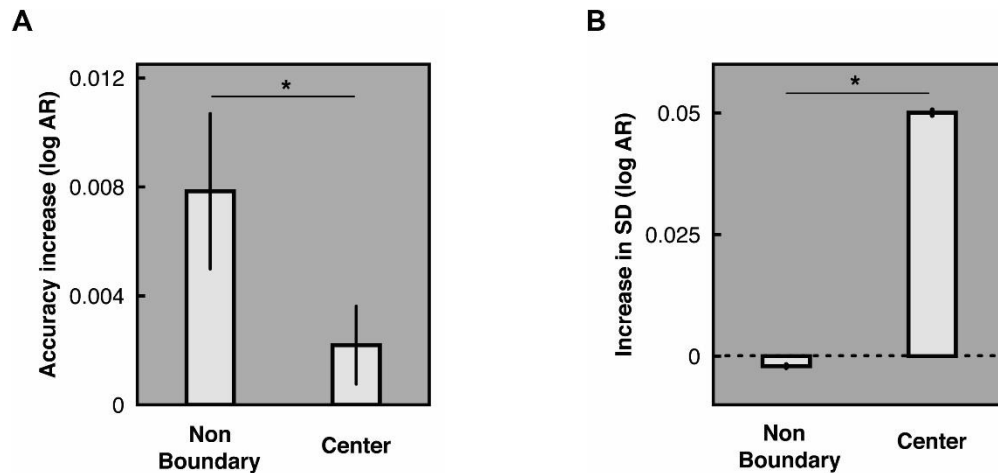 A
Accuracy increase (log AR)
0.012
0.008
0.004
0
*
Non
Boundary
Center
B
Increase in SD (log AR)
0.05
0.025
0
*
Non
Boundary
Center